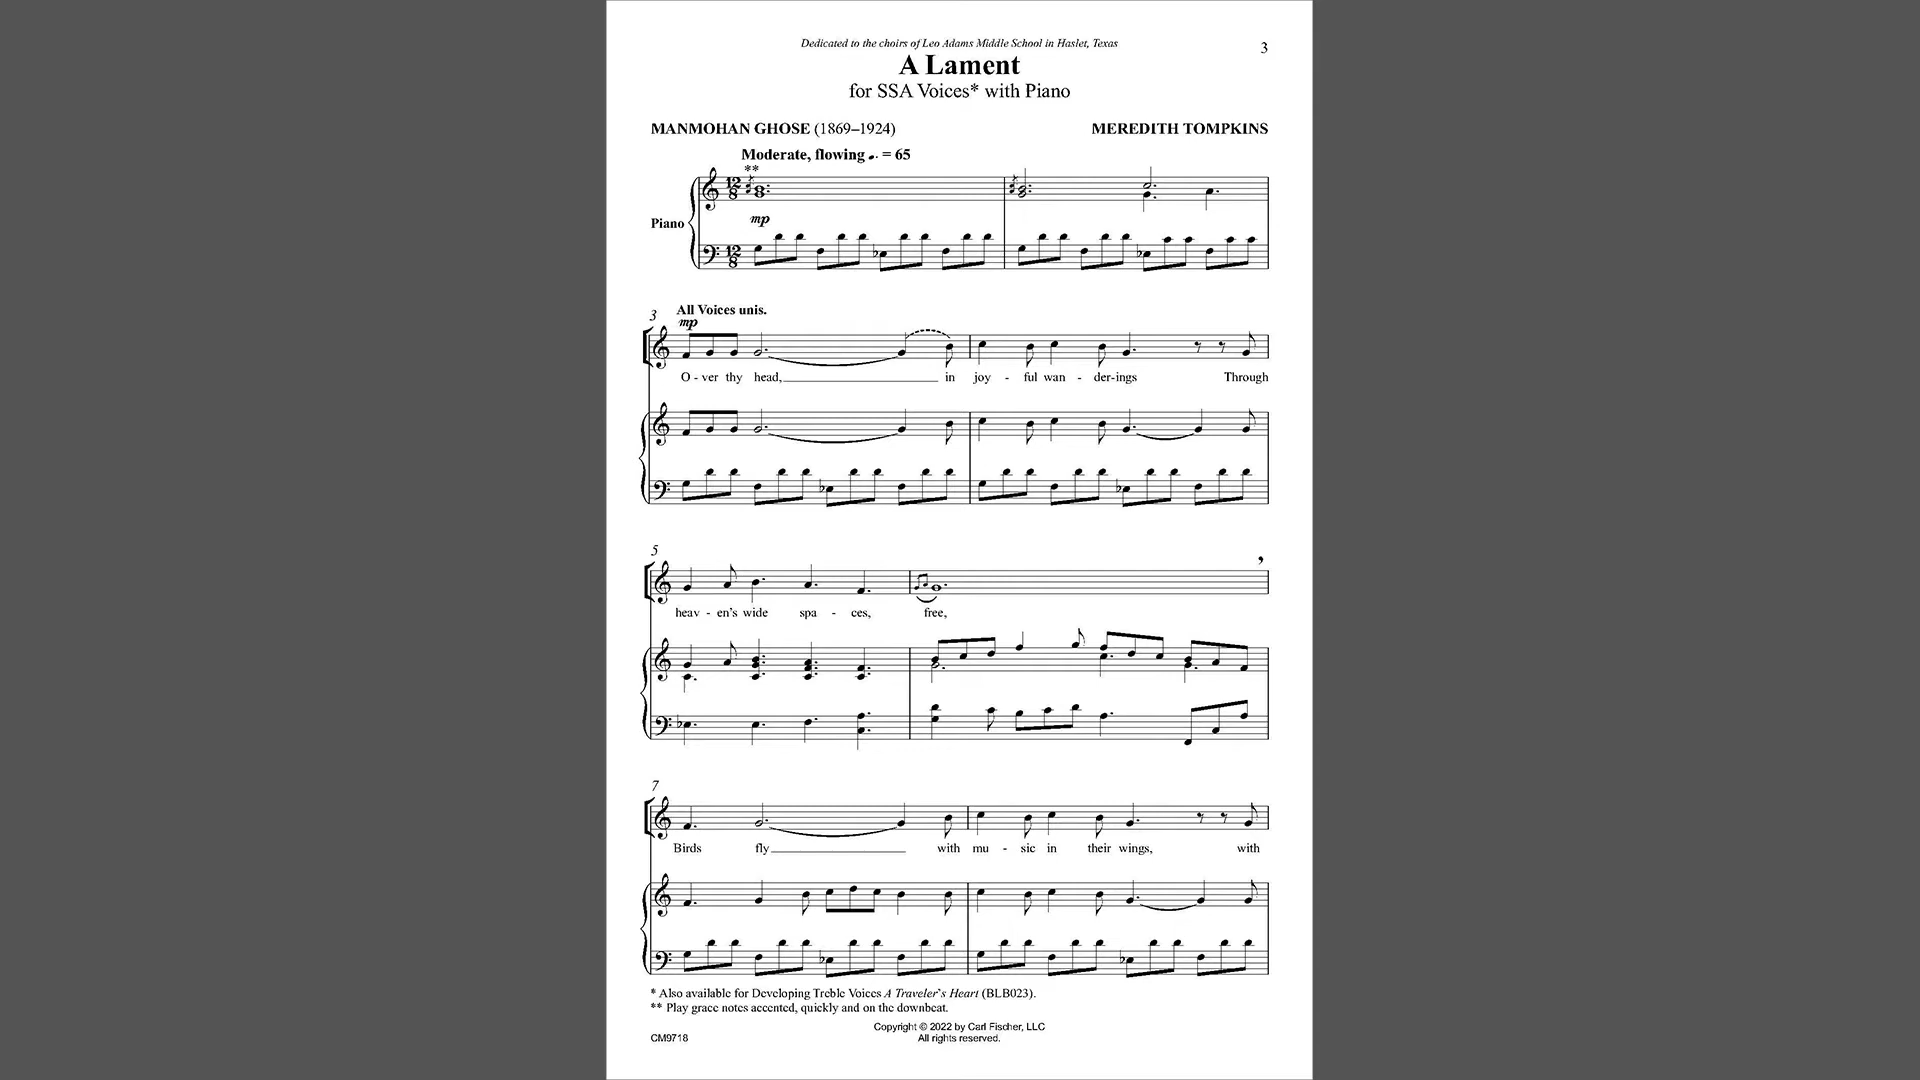 Dedicated to the choirs of Leo Adams Middle School in Haslet, Texas
3
A Lament
for SSA Voices* with Piano
MANMOHAN GHOSE (1869–1924)
MEREDITH TOMPKINS
Moderate, flowing ♩. = 65
**
12 8
Piano
mp
12 8
All Voices unis.
3
mp
O - ver thy head, in joy - ful wan - der-ings Through
5
heav - en's wide spa - ces, free,
7
Birds fly with mu - sic in their wings, with
* Also available for Developing Treble Voices A Traveler's Heart (BLB023).
** Play grace notes accented, quickly and on the downbeat.
Copyright © 2022 by Carl Fischer, LLC
CM9718
All rights reserved.